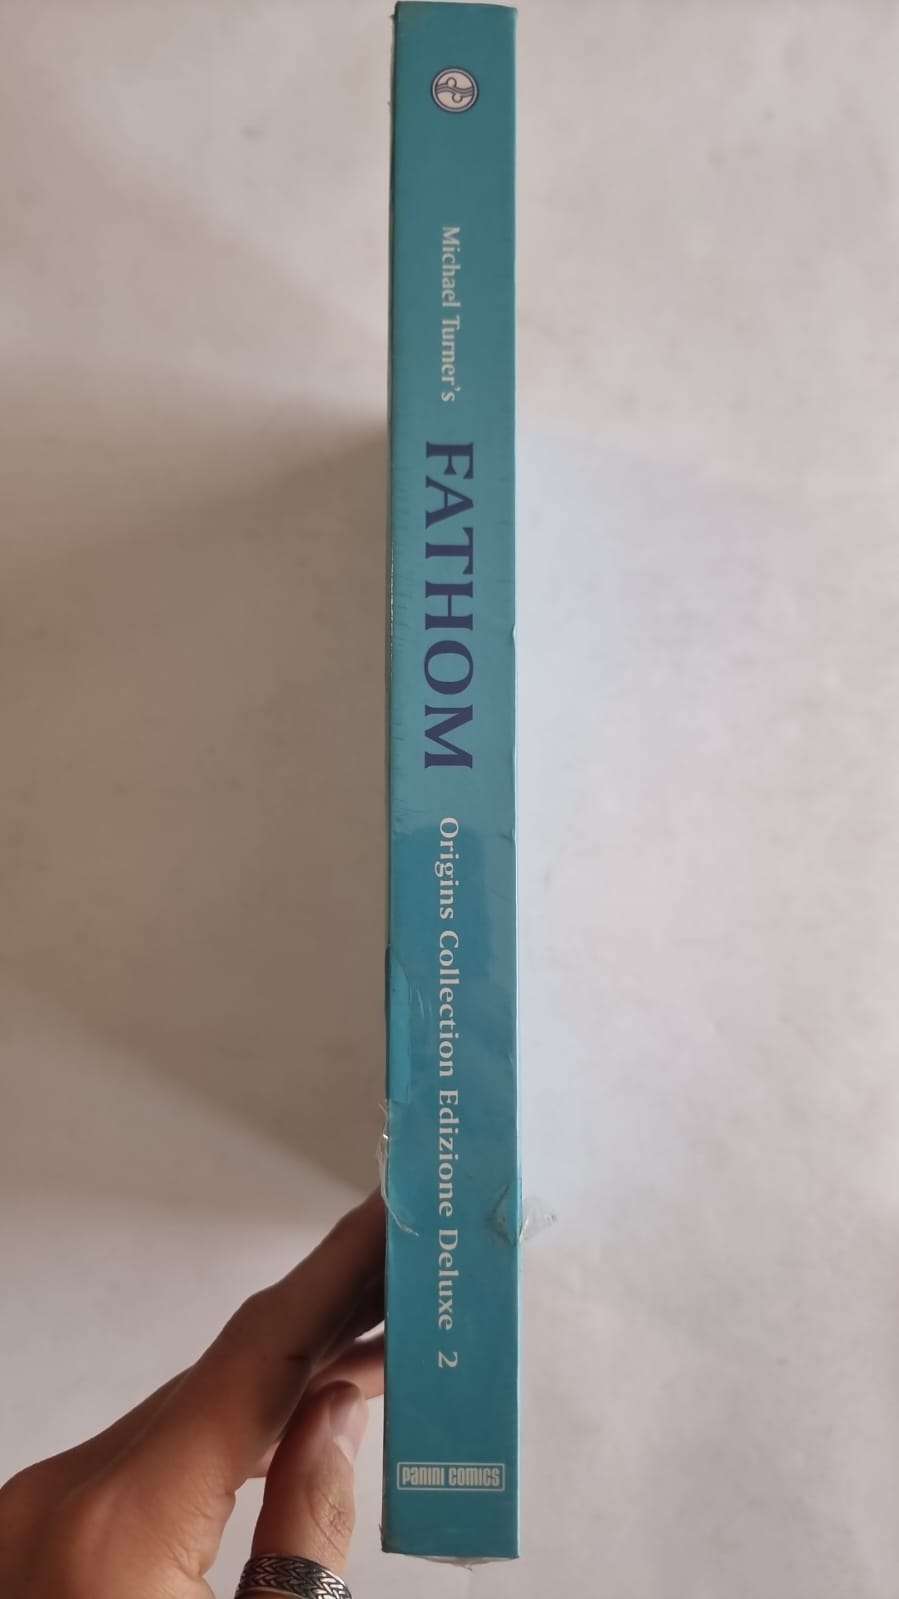 Michael Turner's
FATHOM
Origins Collection Edizione Deluxe 2
PANINI COMICS